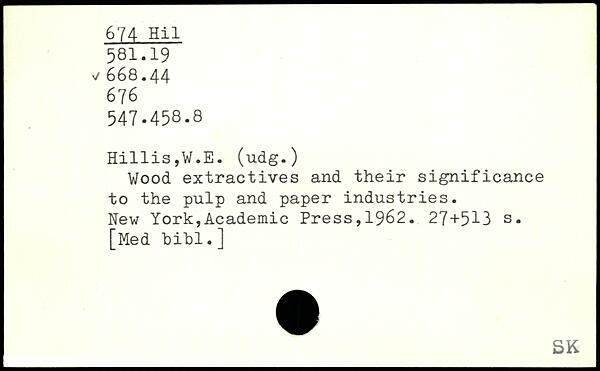 674 Hil
581.19
✓ 668.44
676
547.458.8
Hillis,W.E. (udg.)
Wood extractives and their significance
to the pulp and paper industries.
New York,Academic Press,1962. 27+513 s.
[Med bibl.]
SK